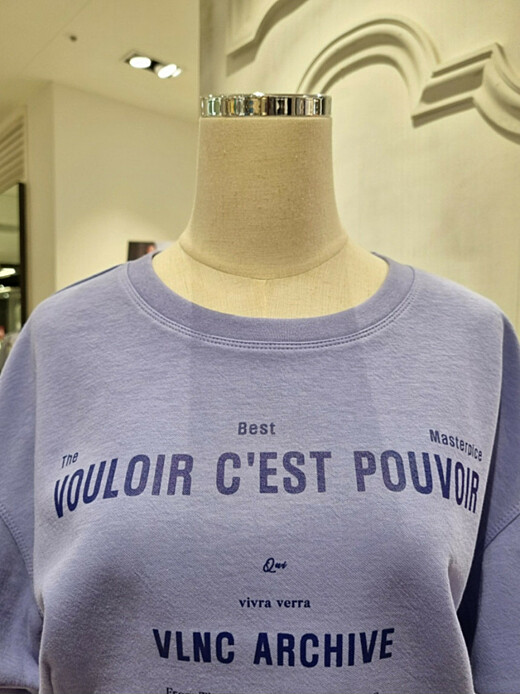 The Best Masterpice
VOULOIR C'EST POUVOIR
Qui
vivra verra
VLNC ARCHIVE